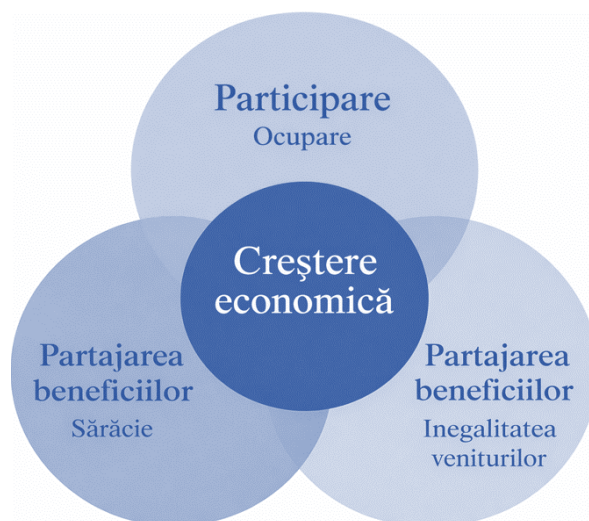 Participare
Ocupare
Creştere
economică
Partajarea
beneficiilor
Sărăcie
Partajarea
beneficiilor
Inegalitatea
veniturilor